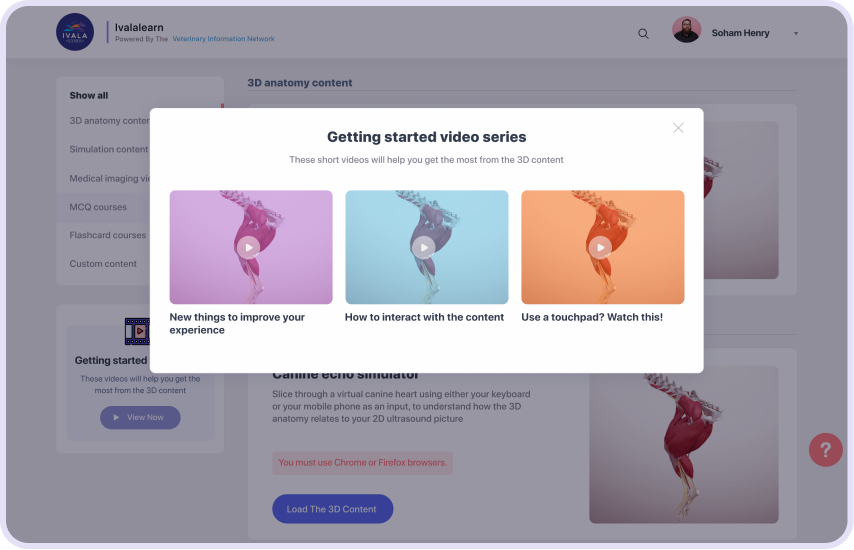 IVALA
Ivalalearn
Powered By The Veterinary Information Network
Soham Henry
Show all
3D anatomy
Simulation content
Medical imaging
MCQ courses
Flashcard courses
Custom content
Getting started
These videos will help you get the
most from the 3D content
View Now
3D anatomy content
Getting started video series
These short videos will help you get the most from the 3D content
New things to improve your
experience
How to interact with the content
Use a touchpad? Watch this!
Canine echo simulator
Slice through a virtual canine heart using either your keyboard
or your mobile phone as an input, to understand how the 3D
anatomy relates to your 2D ultrasound picture
You must use Chrome or Firefox browsers.
Load The 3D Content
?